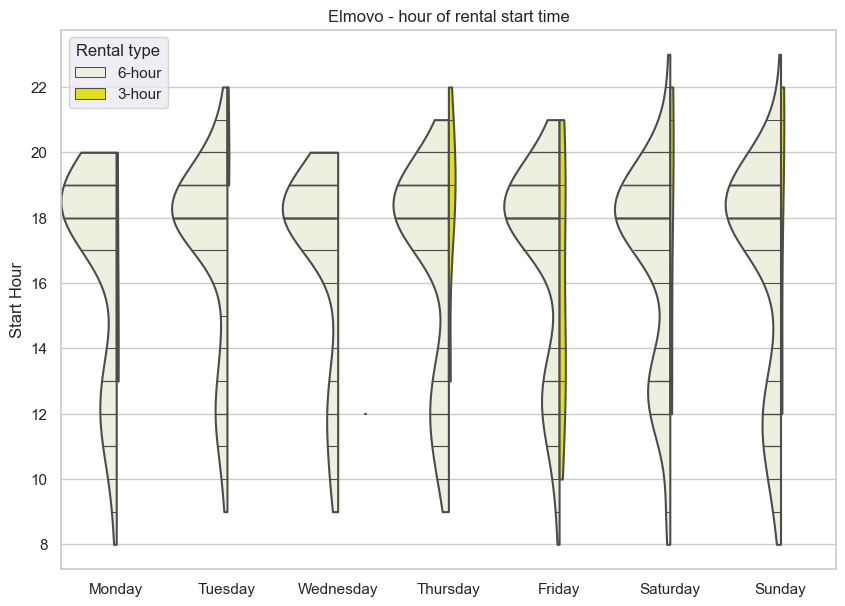 Elmovo - hour of rental start time
Rental type
6-hour
3-hour
Start Hour
22
20
18
16
14
12
10
8
Monday Tuesday Wednesday Thursday Friday Saturday Sunday